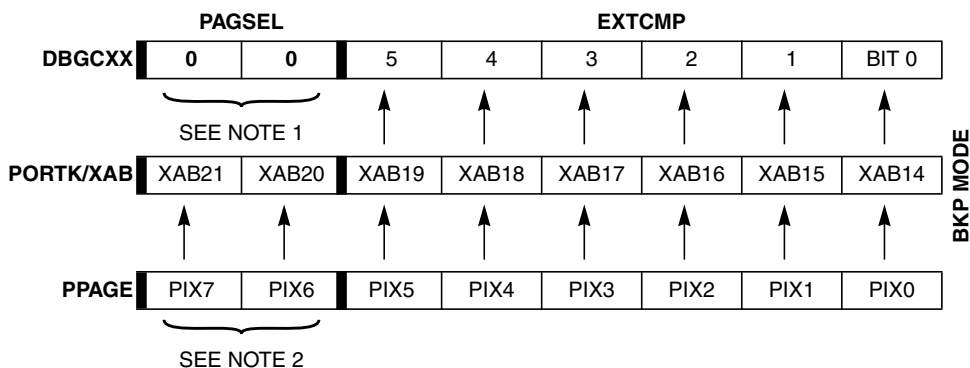 PAGSEL EXTCMP
DBGCXX 0 0 5 4 3 2 1 BIT 0
SEE NOTE 1
PORTK/XAB XAB21 XAB20 XAB19 XAB18 XAB17 XAB16 XAB15 XAB14
BKP MODE
PPAGE PIX7 PIX6 PIX5 PIX4 PIX3 PIX2 PIX1 PIX0
SEE NOTE 2